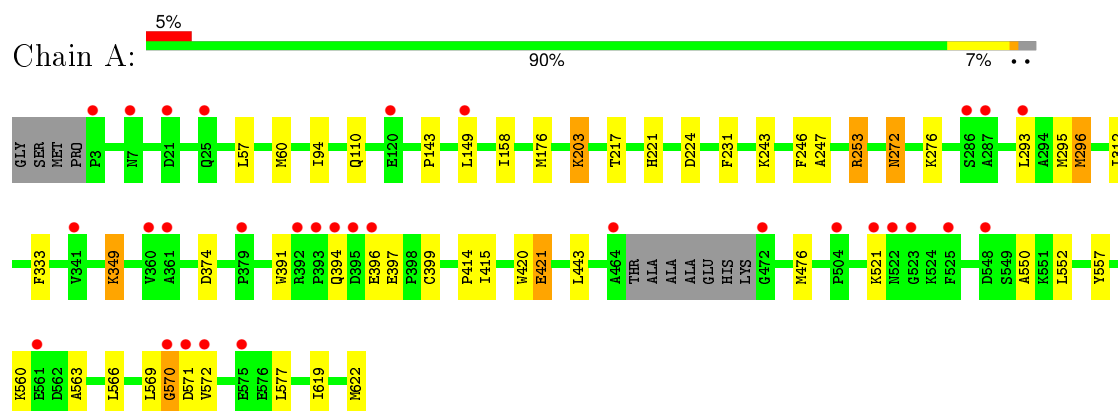 5%
Chain A:
90%
7%
GLY SER MET PRO P3 N7 D21 Q25 L57 M60 I94 Q110 E120 P143 L149 I158 M176 K203 T217 H221 D224 F231 K243 F246 A247 R253 N272 K276 S286 A287 L293 A294 M295 M296
F333 K349 V341 V360 A361 D374 P379 W391 R392 P393 Q394 D395 E396 E397 P398 C399 P414 I415 W420 E421 L443 A464 THR ALA ALA ALA GLU HIS LYS G472 M476 P504 K521 N522 G523 K524 F525 D548 S549 A550 K551 L552 Y557
K560 E561 D562 A563 L566 L569 G570 D571 V572 E575 E576 L577 I619 M622